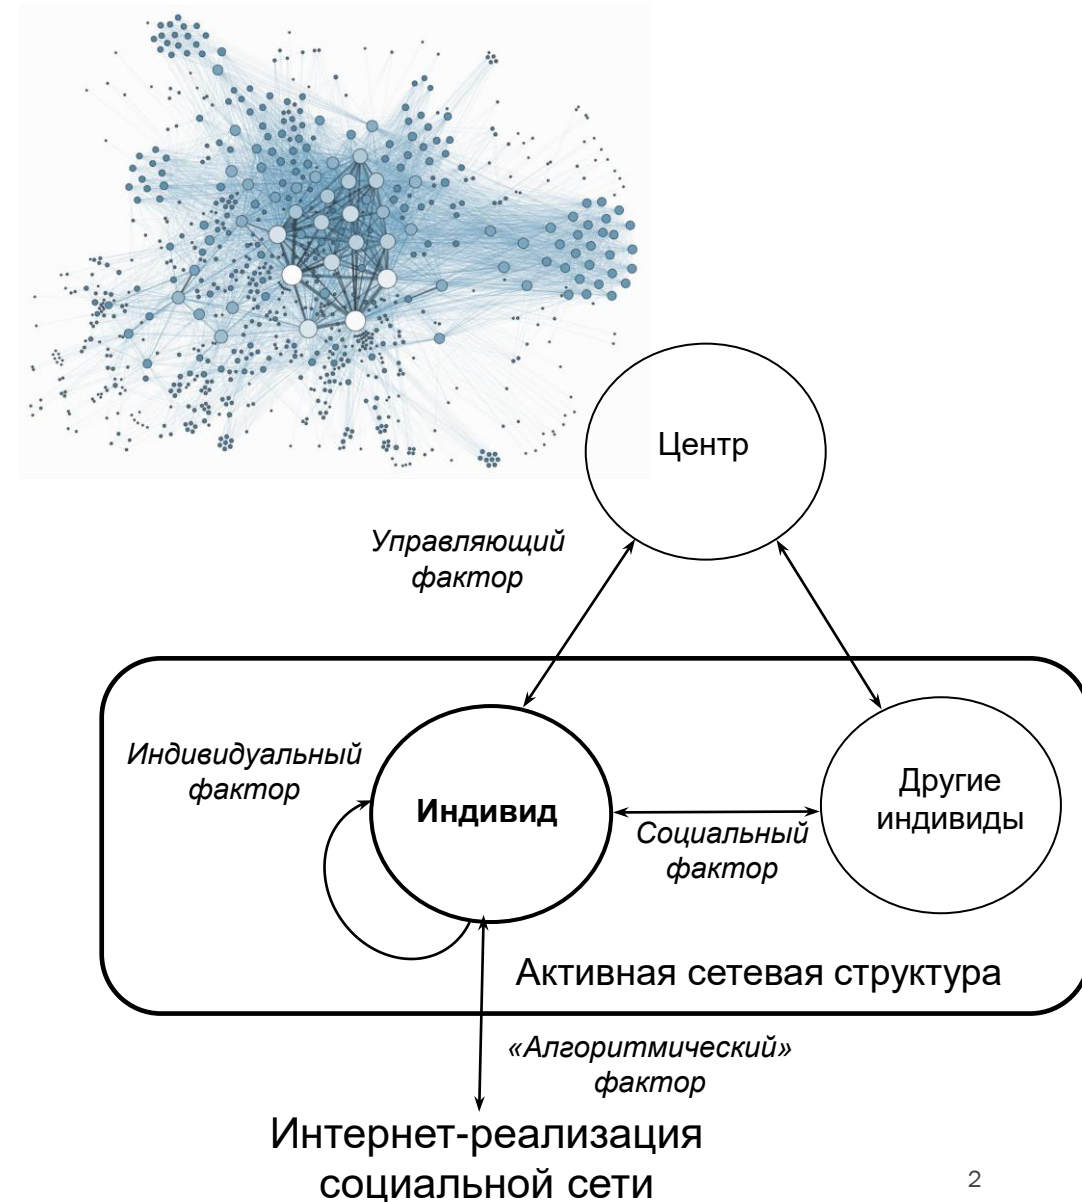 Центр
Управляющий
фактор
Индивидуальный
фактор
Индивид
Другие
индивиды
Социальный
фактор
Активная сетевая структура
«Алгоритмический»
фактор
Интернет-реализация
социальной сети
2